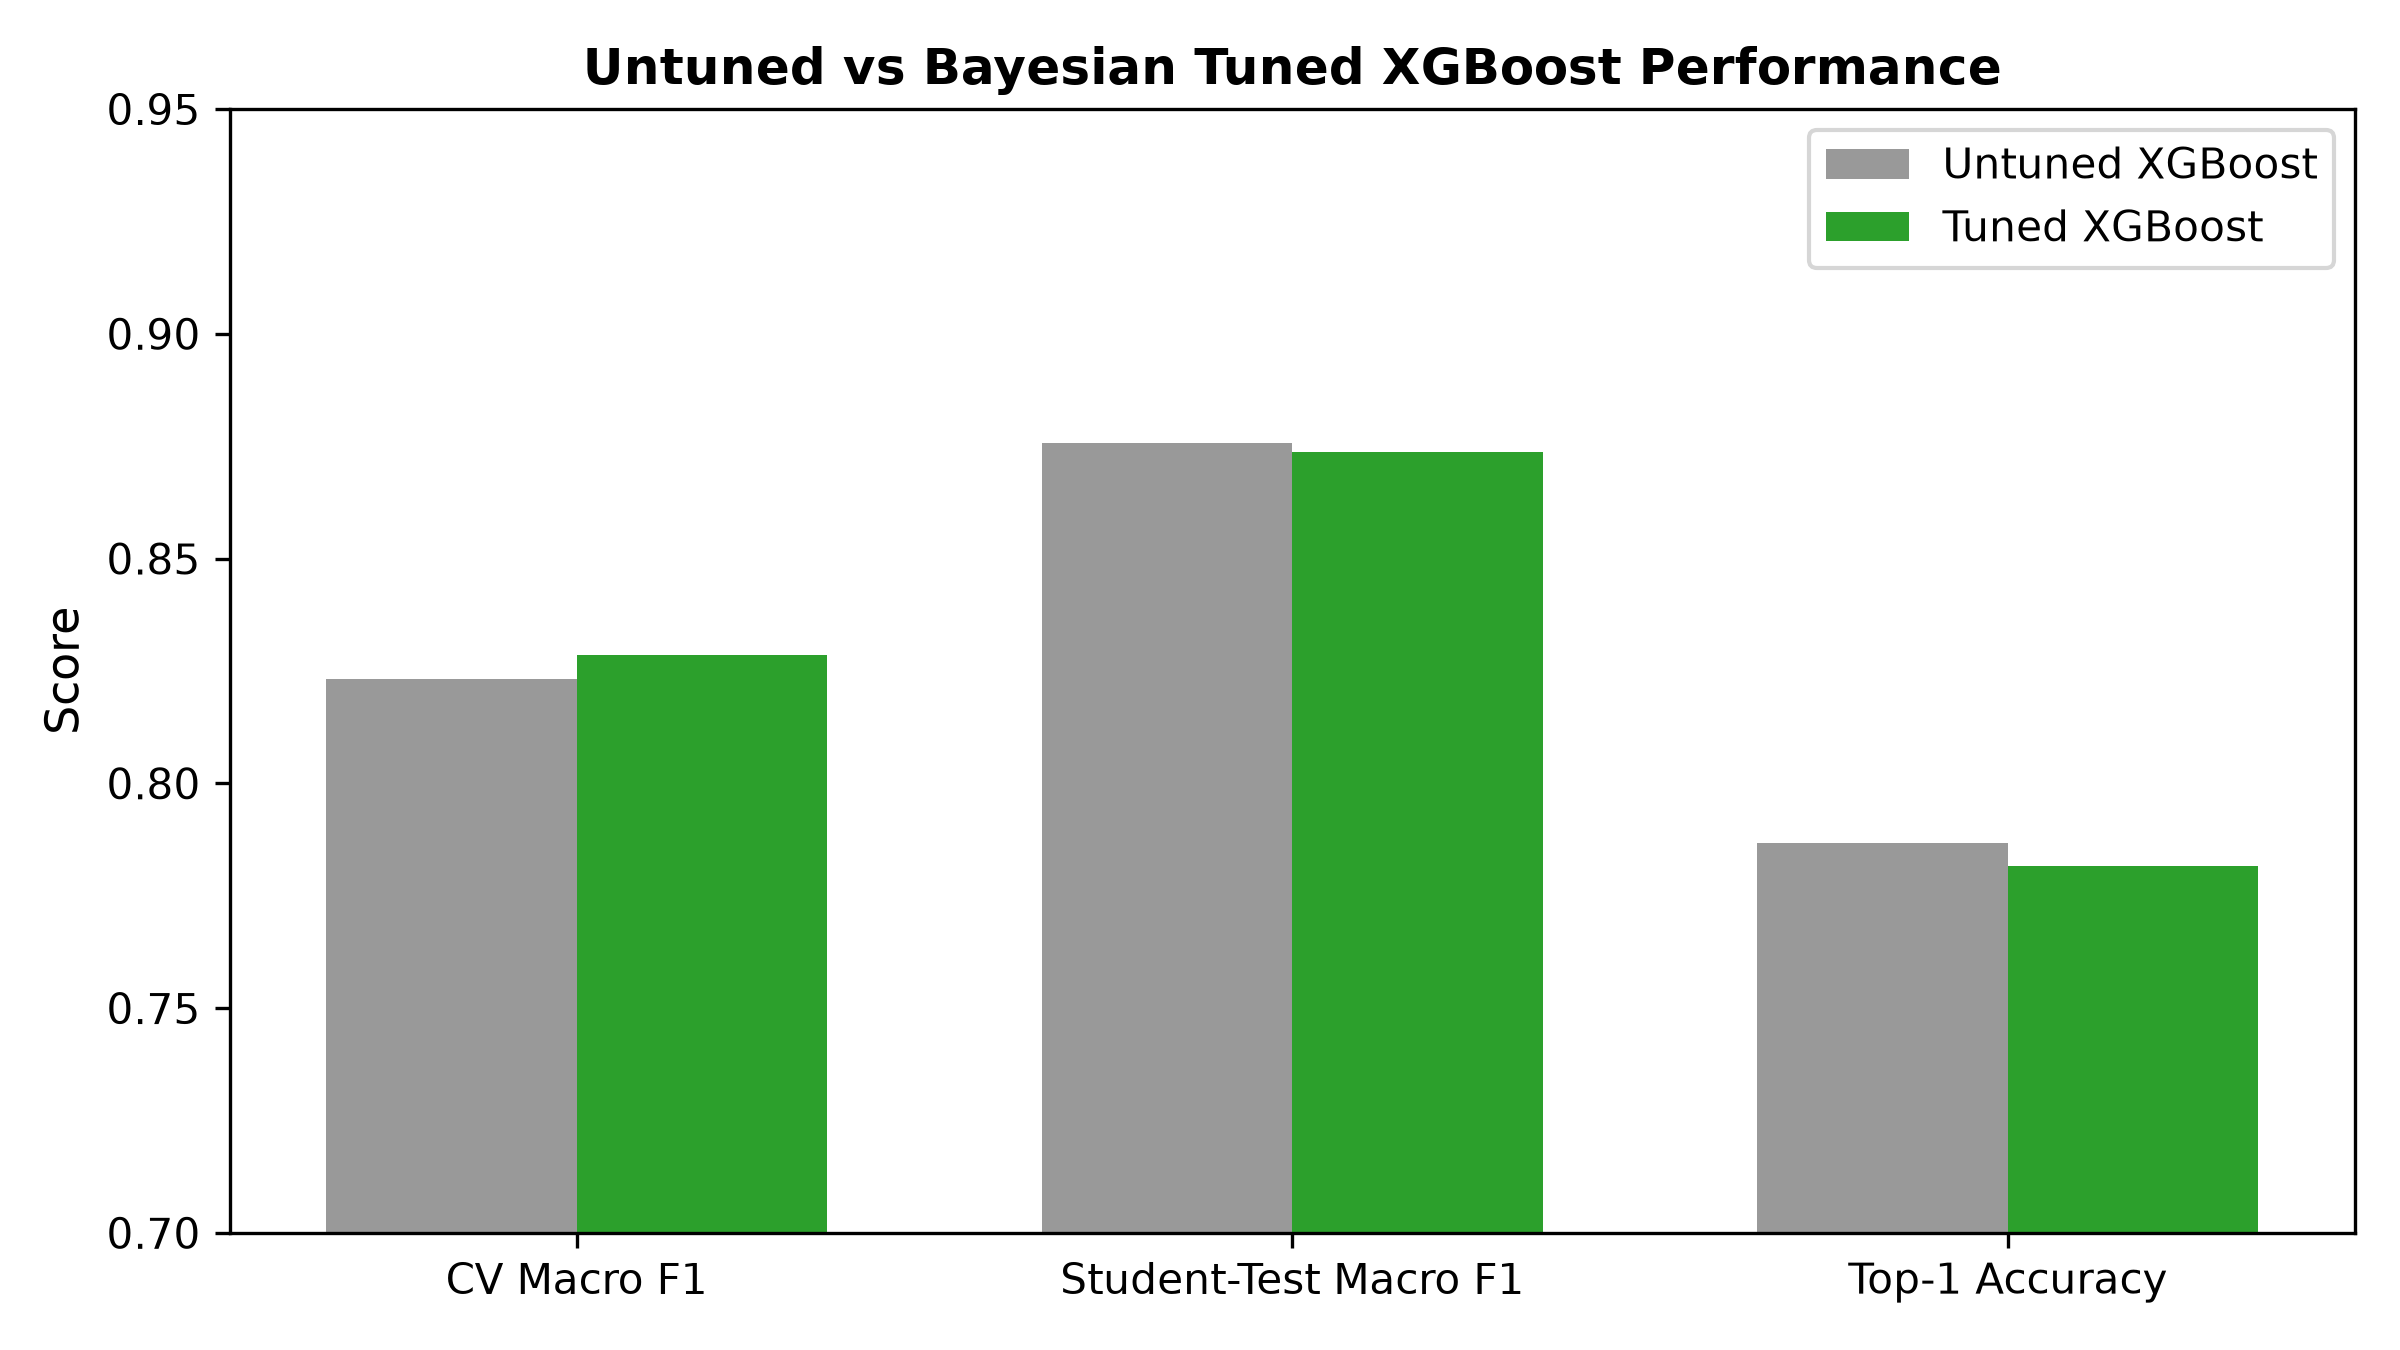 Untuned vs Bayesian Tuned XGBoost Performance
0.95
Untuned XGBoost
Tuned XGBoost
0.90
0.85
Score
0.80
0.75
0.70
CV Macro F1
Student-Test Macro F1
Top-1 Accuracy